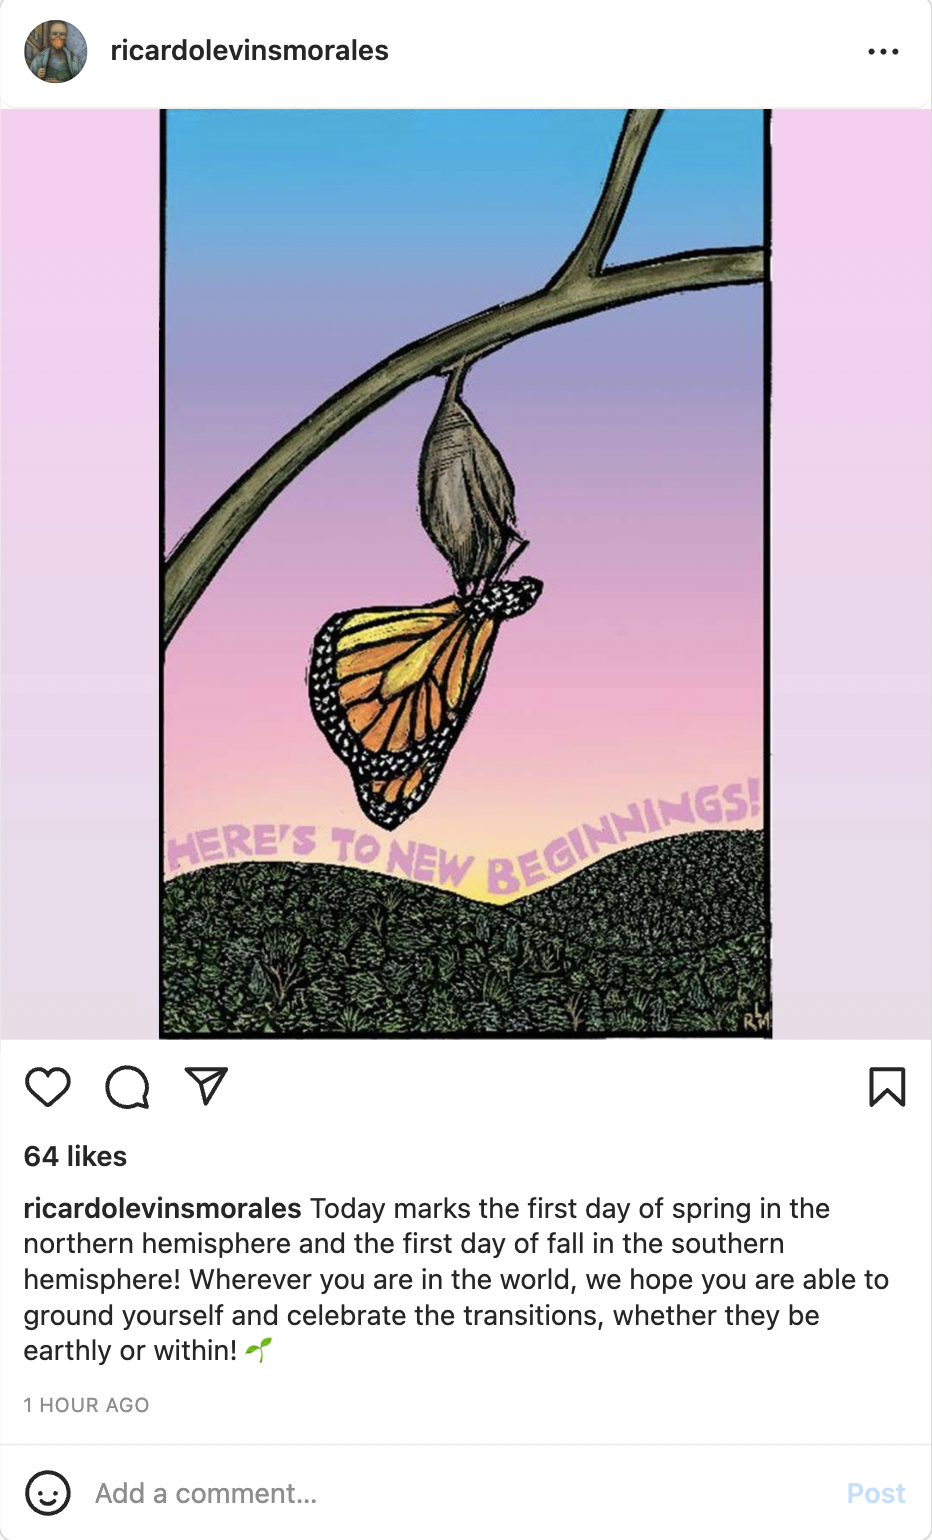 ricardolevinsmorales
HERE'S TO NEW BEGINNINGS!
RLM
64 likes
ricardolevinsmorales Today marks the first day of spring in the
northern hemisphere and the first day of fall in the southern
hemisphere! Wherever you are in the world, we hope you are able to
ground yourself and celebrate the transitions, whether they be
earthly or within! 🌱
1 HOUR AGO
Add a comment...
Post